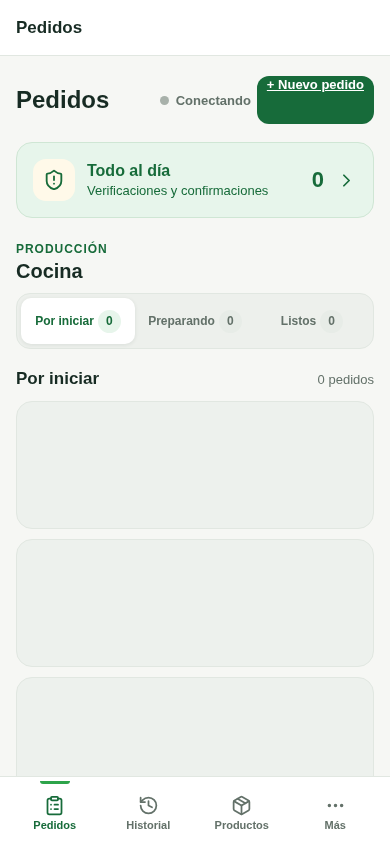 Pedidos
Pedidos
Conectando
+ Nuevo pedido
Todo al día
Verificaciones y confirmaciones
0
PRODUCCIÓN
Cocina
Por iniciar 0
Preparando 0
Listos 0
Por iniciar
0 pedidos
Pedidos
Historial
Productos
Más